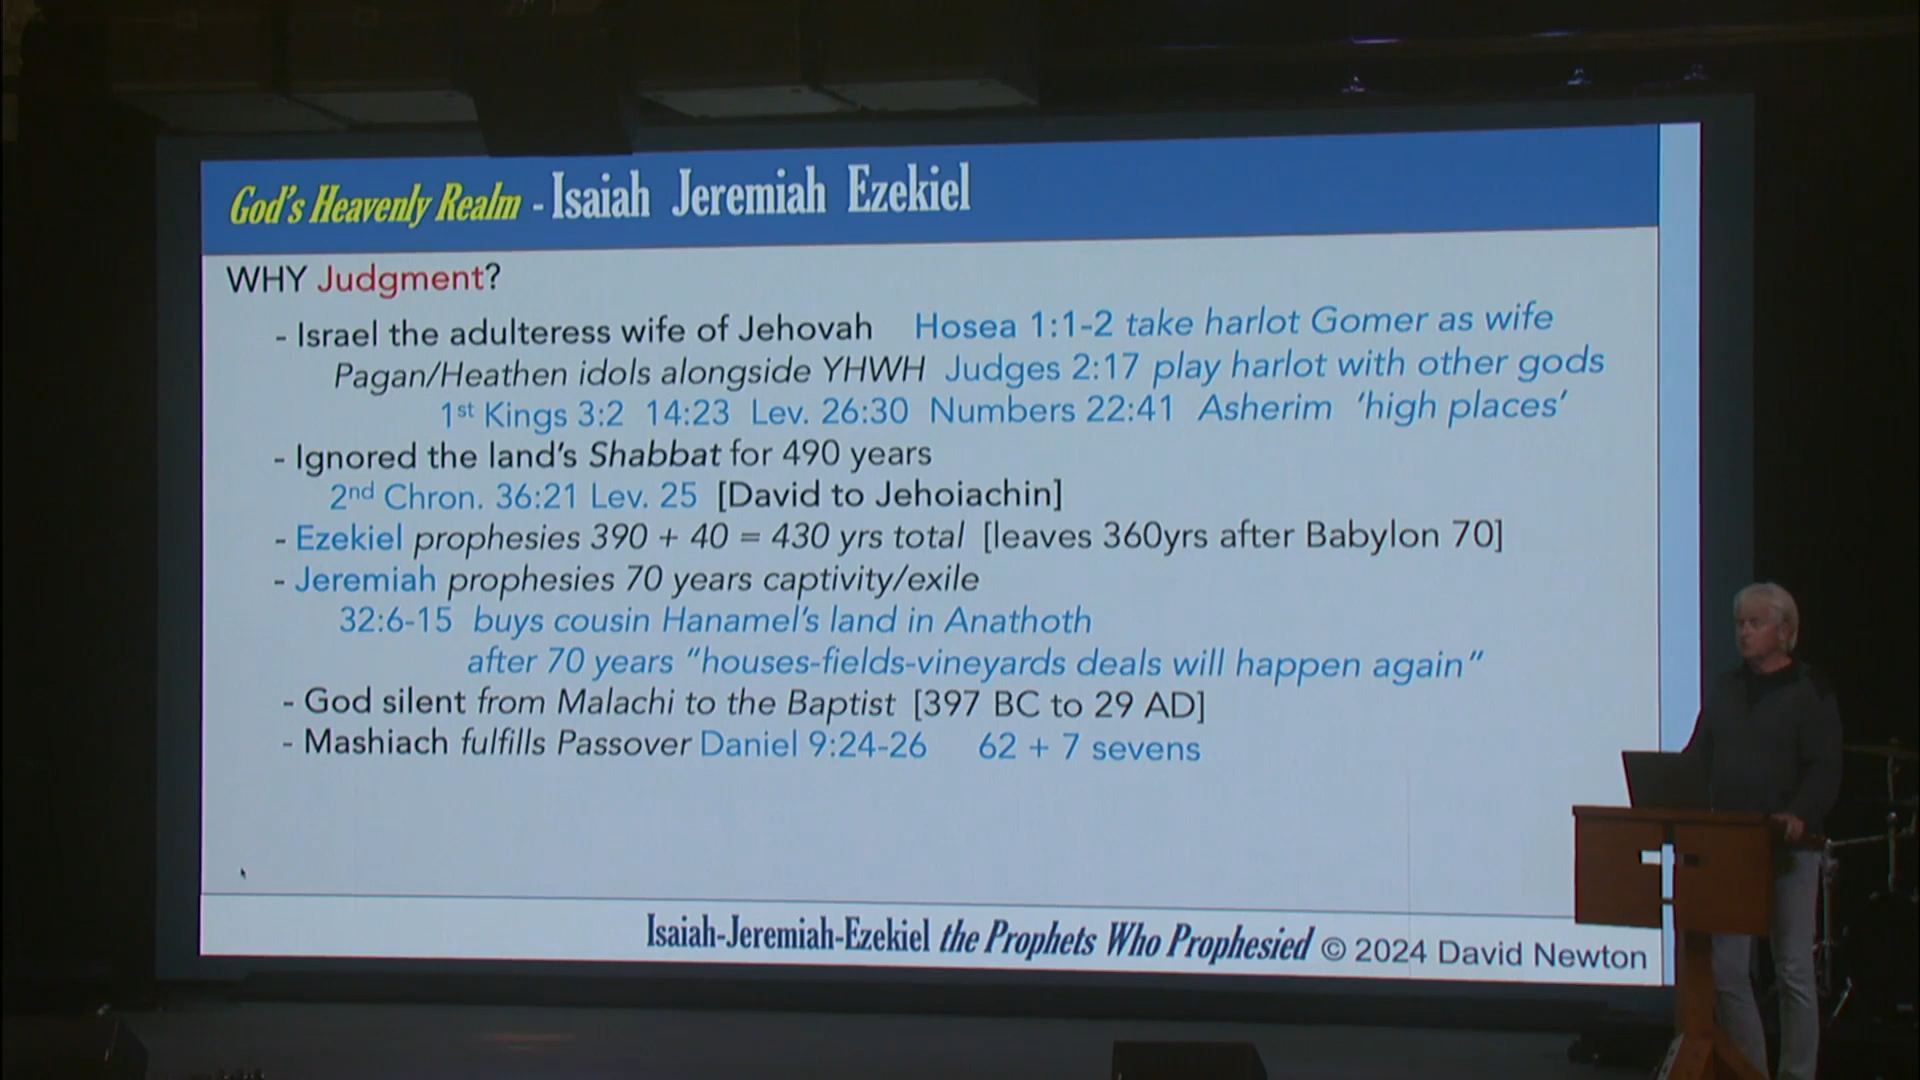 God's Heavenly Realm - Isaiah Jeremiah Ezekiel
WHY Judgment?
- Israel the adulteress wife of Jehovah Hosea 1:1-2 take harlot Gomer as wife
Pagan/Heathen idols alongside YHWH Judges 2:17 play harlot with other gods
1st Kings 3:2 14:23 Lev. 26:30 Numbers 22:41 Asherim ‘high places’
- Ignored the land's Shabbat for 490 years
2nd Chron. 36:21 Lev. 25 [David to Jehoiachin]
- Ezekiel prophesies 390 + 40 = 430 yrs total [leaves 360yrs after Babylon 70]
- Jeremiah prophesies 70 years captivity/exile
32:6-15 buys cousin Hanamel's land in Anathoth
after 70 years “houses-fields-vineyards deals will happen again”
- God silent from Malachi to the Baptist [397 BC to 29 AD]
- Mashiach fulfills Passover Daniel 9:24-26 62 + 7 sevens
Isaiah-Jeremiah-Ezekiel the Prophets Who Prophesied © 2024 David Newton